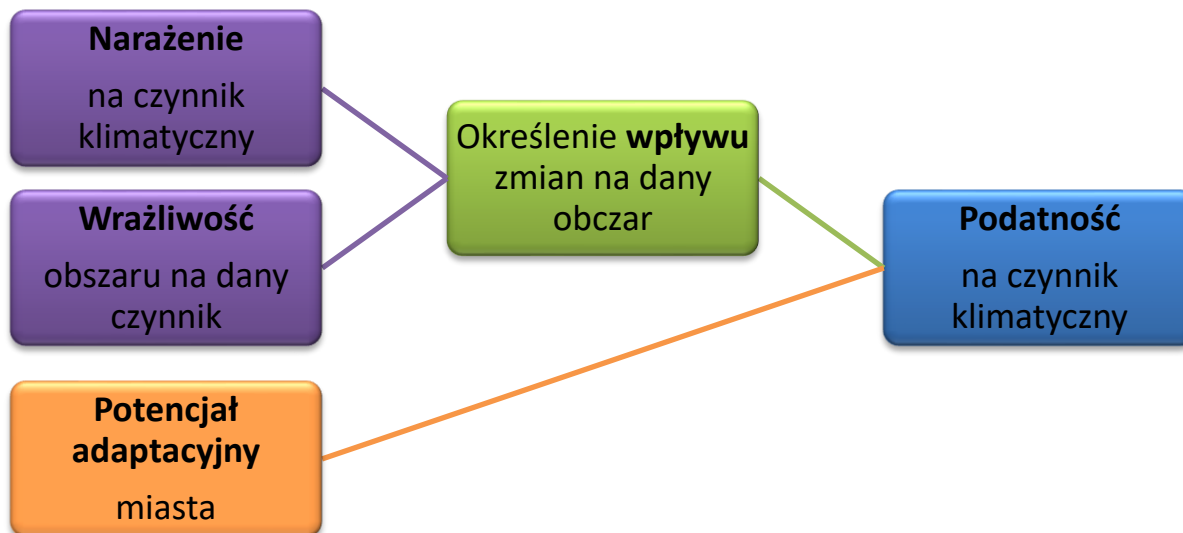 Narażenie
na czynnik
klimatyczny
Wrażliwość
obszaru na dany
czynnik
Potencjał
adaptacyjny
miasta
Określenie wpływu
zmian na dany
obczar
Podatność
na czynnik
klimatyczny